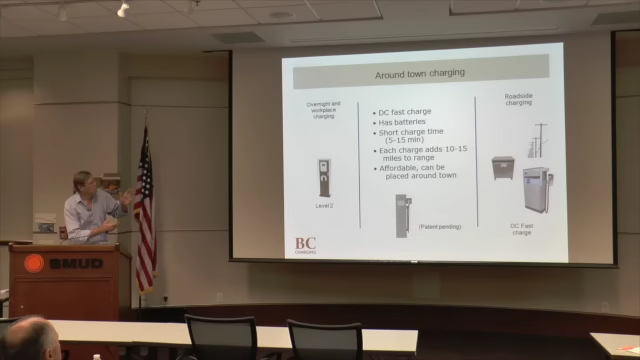 Around town charging
Overnight and
workplace
charging
Level 2
• DC fast charge
• Has batteries
• Short charge time
(5-15 min)
• Each charge adds 10-15
miles to range
• Affordable, can be
placed around town
(Patent pending)
Roadside
charging
DC Fast
charge
BC
CHARGING
SMUD